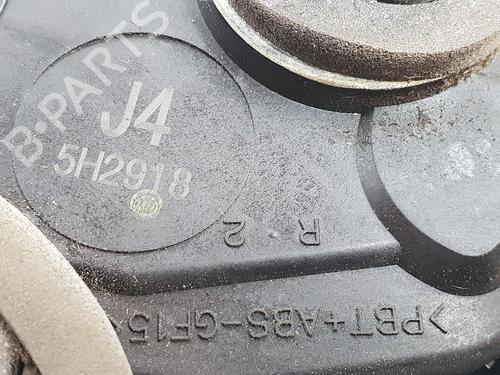 B-PARTS
J4
5H2918
R·2
>PBT+ABS-GF15<